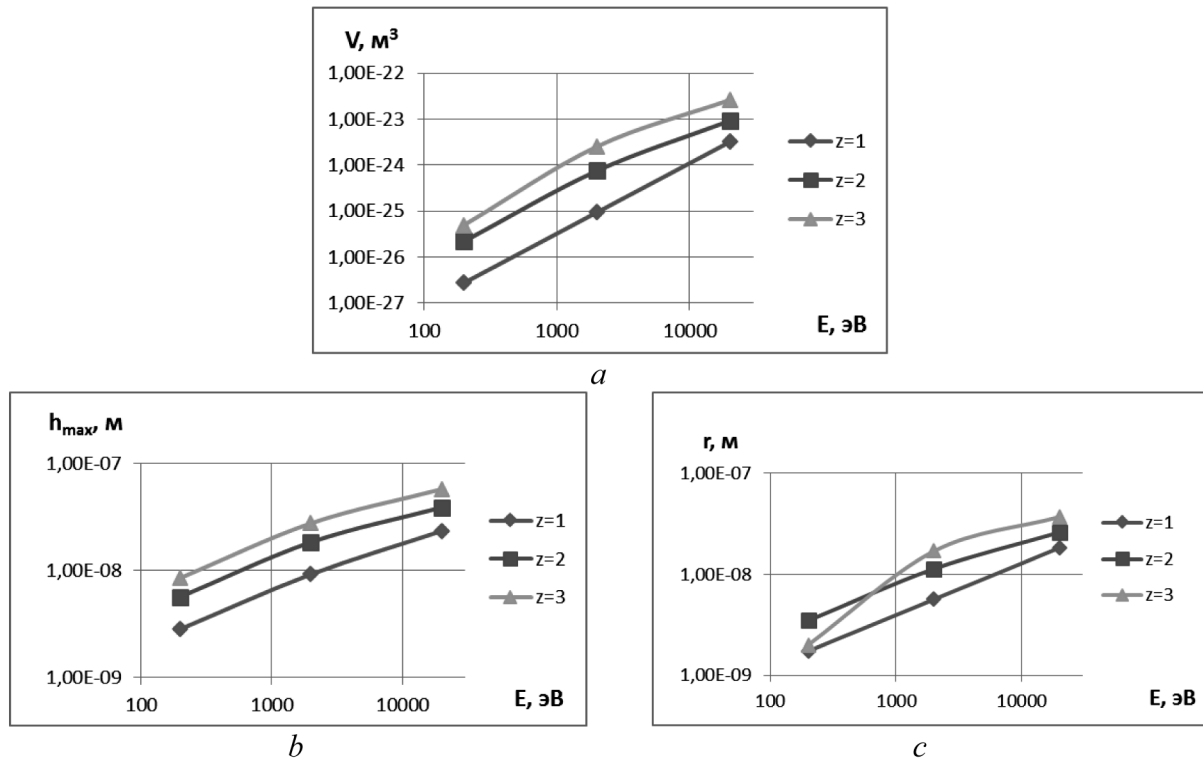 V, м³
1,00E-22
1,00E-23
1,00E-24
1,00E-25
1,00E-26
1,00E-27
100 1000 10000
E, эВ
z=1
z=2
z=3
a
h_max, м
1,00E-07
1,00E-08
1,00E-09
100 1000 10000
E, эВ
z=1
z=2
z=3
b
r, м
1,00E-07
1,00E-08
1,00E-09
100 1000 10000
E, эВ
z=1
z=2
z=3
c